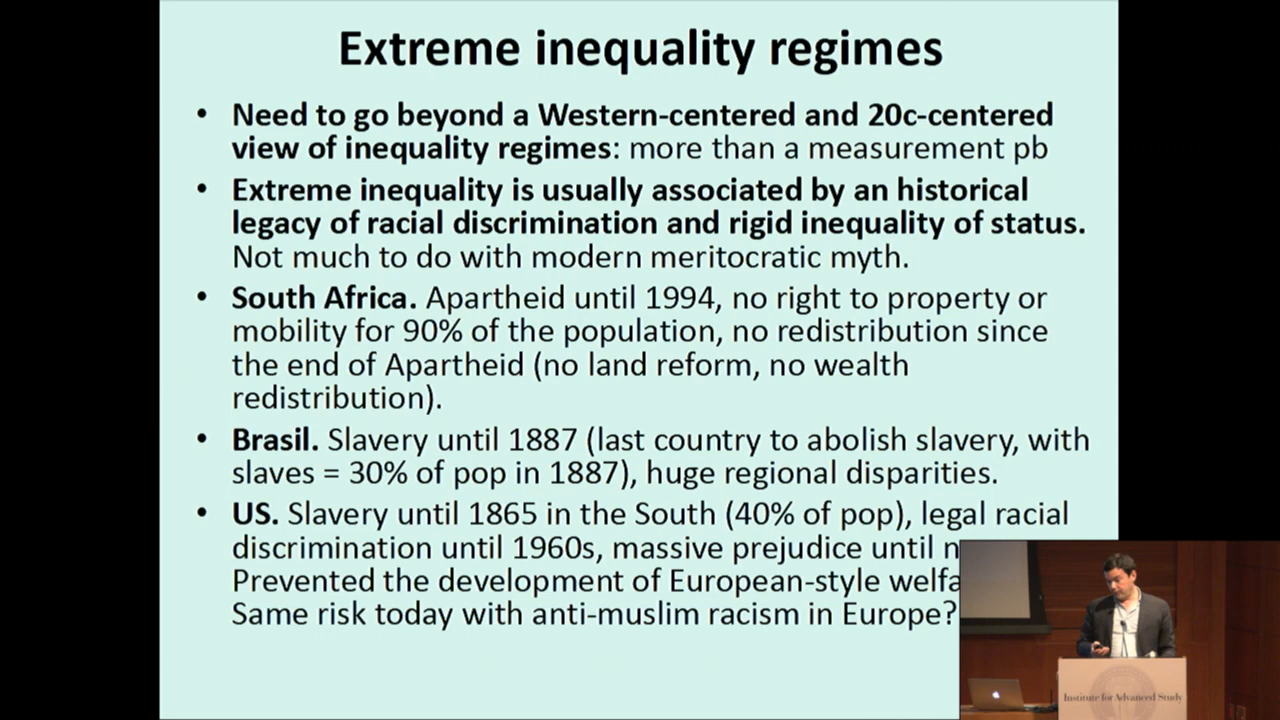 Extreme inequality regimes
• Need to go beyond a Western-centered and 20c-centered
view of inequality regimes: more than a measurement pb
• Extreme inequality is usually associated by an historical
legacy of racial discrimination and rigid inequality of status.
Not much to do with modern meritocratic myth.
• South Africa. Apartheid until 1994, no right to property or
mobility for 90% of the population, no redistribution since
the end of Apartheid (no land reform, no wealth
redistribution).
• Brasil. Slavery until 1887 (last country to abolish slavery, with
slaves = 30% of pop in 1887), huge regional disparities.
• US. Slavery until 1865 in the South (40% of pop), legal racial
discrimination until 1960s, massive prejudice until
Prevented the development of European-style
Same risk today with anti-muslim racism in Europe?
Institute for Advanced Study